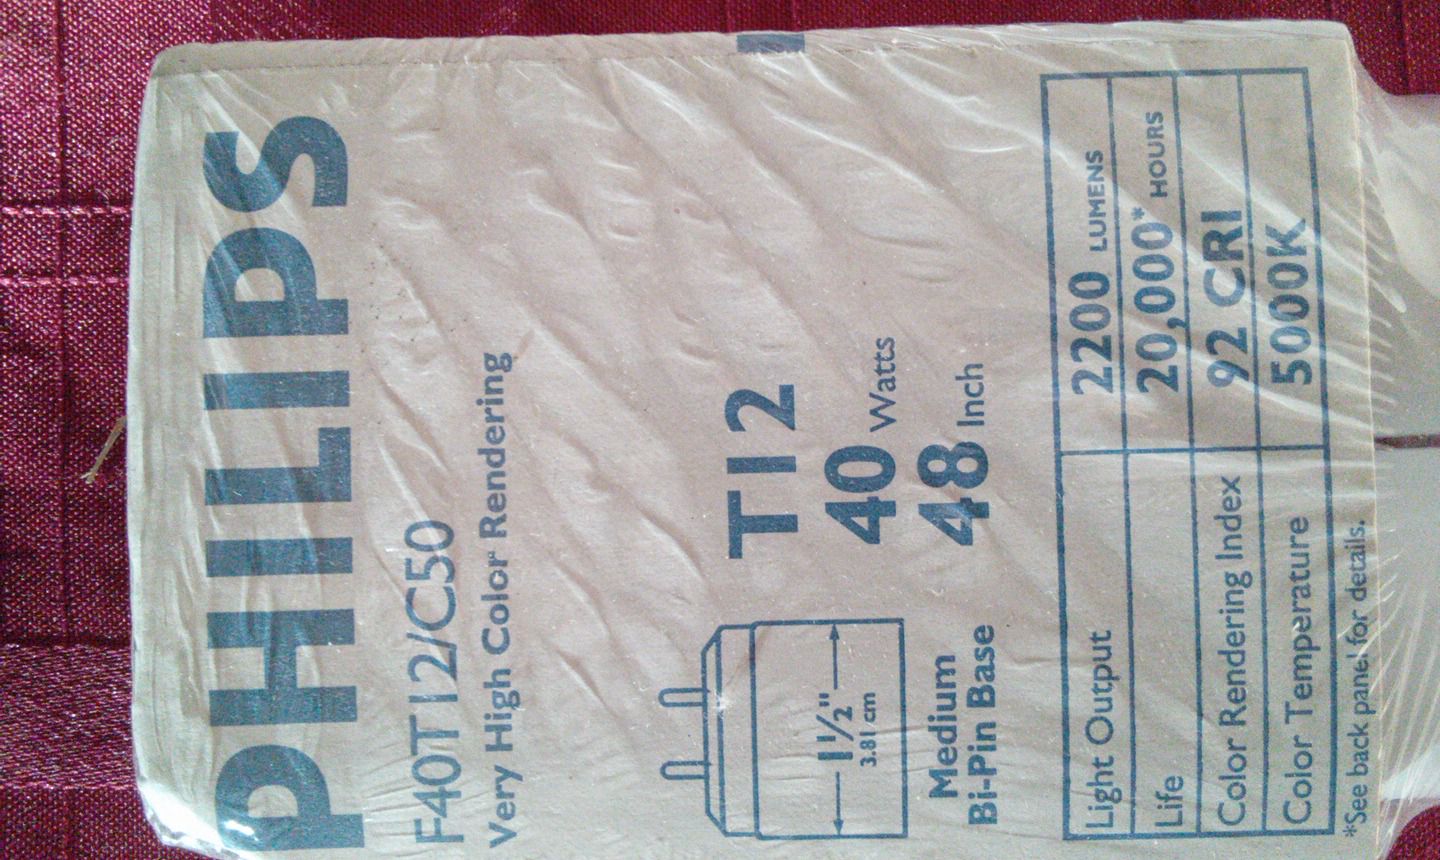 PHILIPS
F40T12/C50
Very High Color Rendering
T12
40 Watts
48 Inch
1½"
3.81 cm
Medium
Bi-Pin Base
Light Output 2200 LUMENS
Life 20,000* HOURS
Color Rendering Index 92 CRI
Color Temperature 5000K
*See back panel for details.